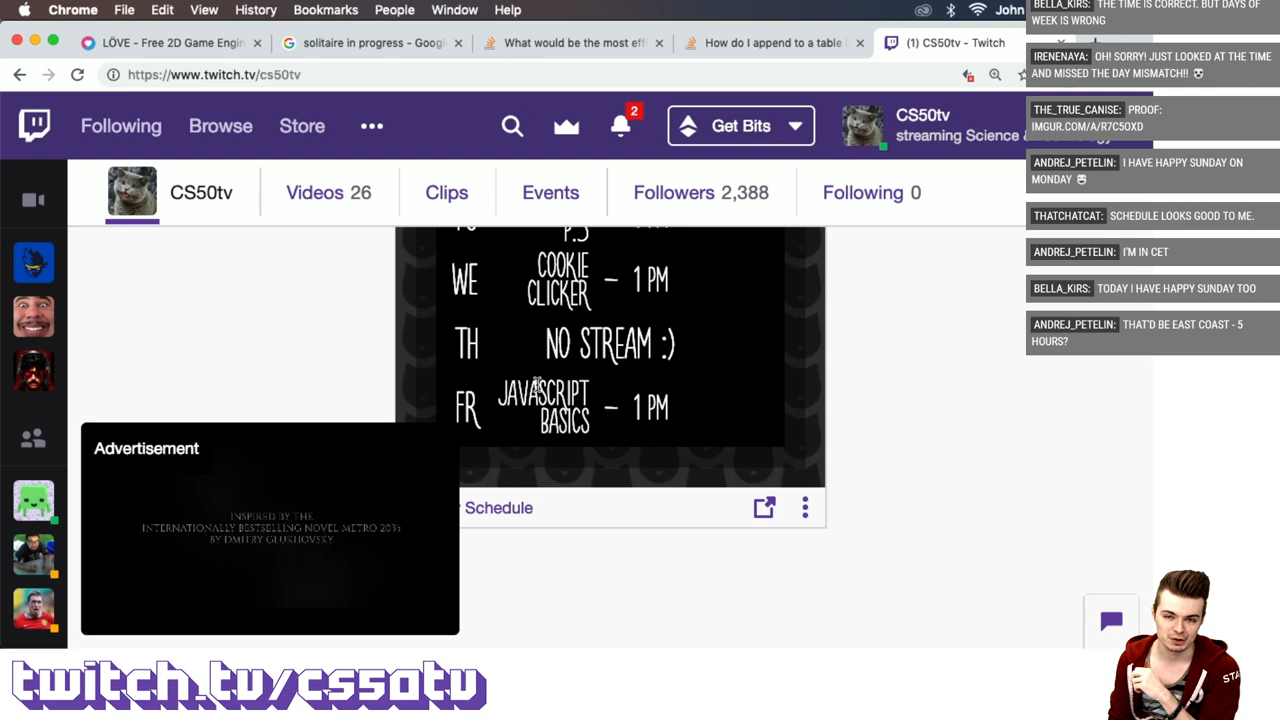 Chrome File Edit View History Bookmarks People Window Help John
LÖVE - Free 2D Game Engin
solitaire in progress - Googl
What would be the most effi
How do I append to a table i
(1) CS50tv - Twitch
https://www.twitch.tv/cs50tv
Following Browse Store
2
Get Bits
CS50tv
streaming Science &
CS50tv Videos 26 Clips Events Followers 2,388 Following 0
P.3
WE COOKIE CLICKER - 1 PM
TH NO STREAM :)
FR JAVASCRIPT BASICS - 1 PM
Schedule
Advertisement
INSPIRED BY THE
INTERNATIONALLY BESTSELLING NOVEL METRO 2035
BY DMITRY GLUKHOVSKY
BELLA_KIRS: THE TIME IS CORRECT. BUT DAYS OF
WEEK IS WRONG
IRENENAYA: OH! SORRY! JUST LOOKED AT THE TIME
AND MISSED THE DAY MISMATCH!!
THE_TRUE_CANISE: PROOF:
IMGUR.COM/A/R7C5OXD
ANDREJ_PETELIN: I HAVE HAPPY SUNDAY ON
MONDAY
THATCHATCAT: SCHEDULE LOOKS GOOD TO ME.
ANDREJ_PETELIN: I'M IN CET
BELLA_KIRS: TODAY I HAVE HAPPY SUNDAY TOO
ANDREJ_PETELIN: THAT'D BE EAST COAST - 5
HOURS?
twitch.tv/cs50tv